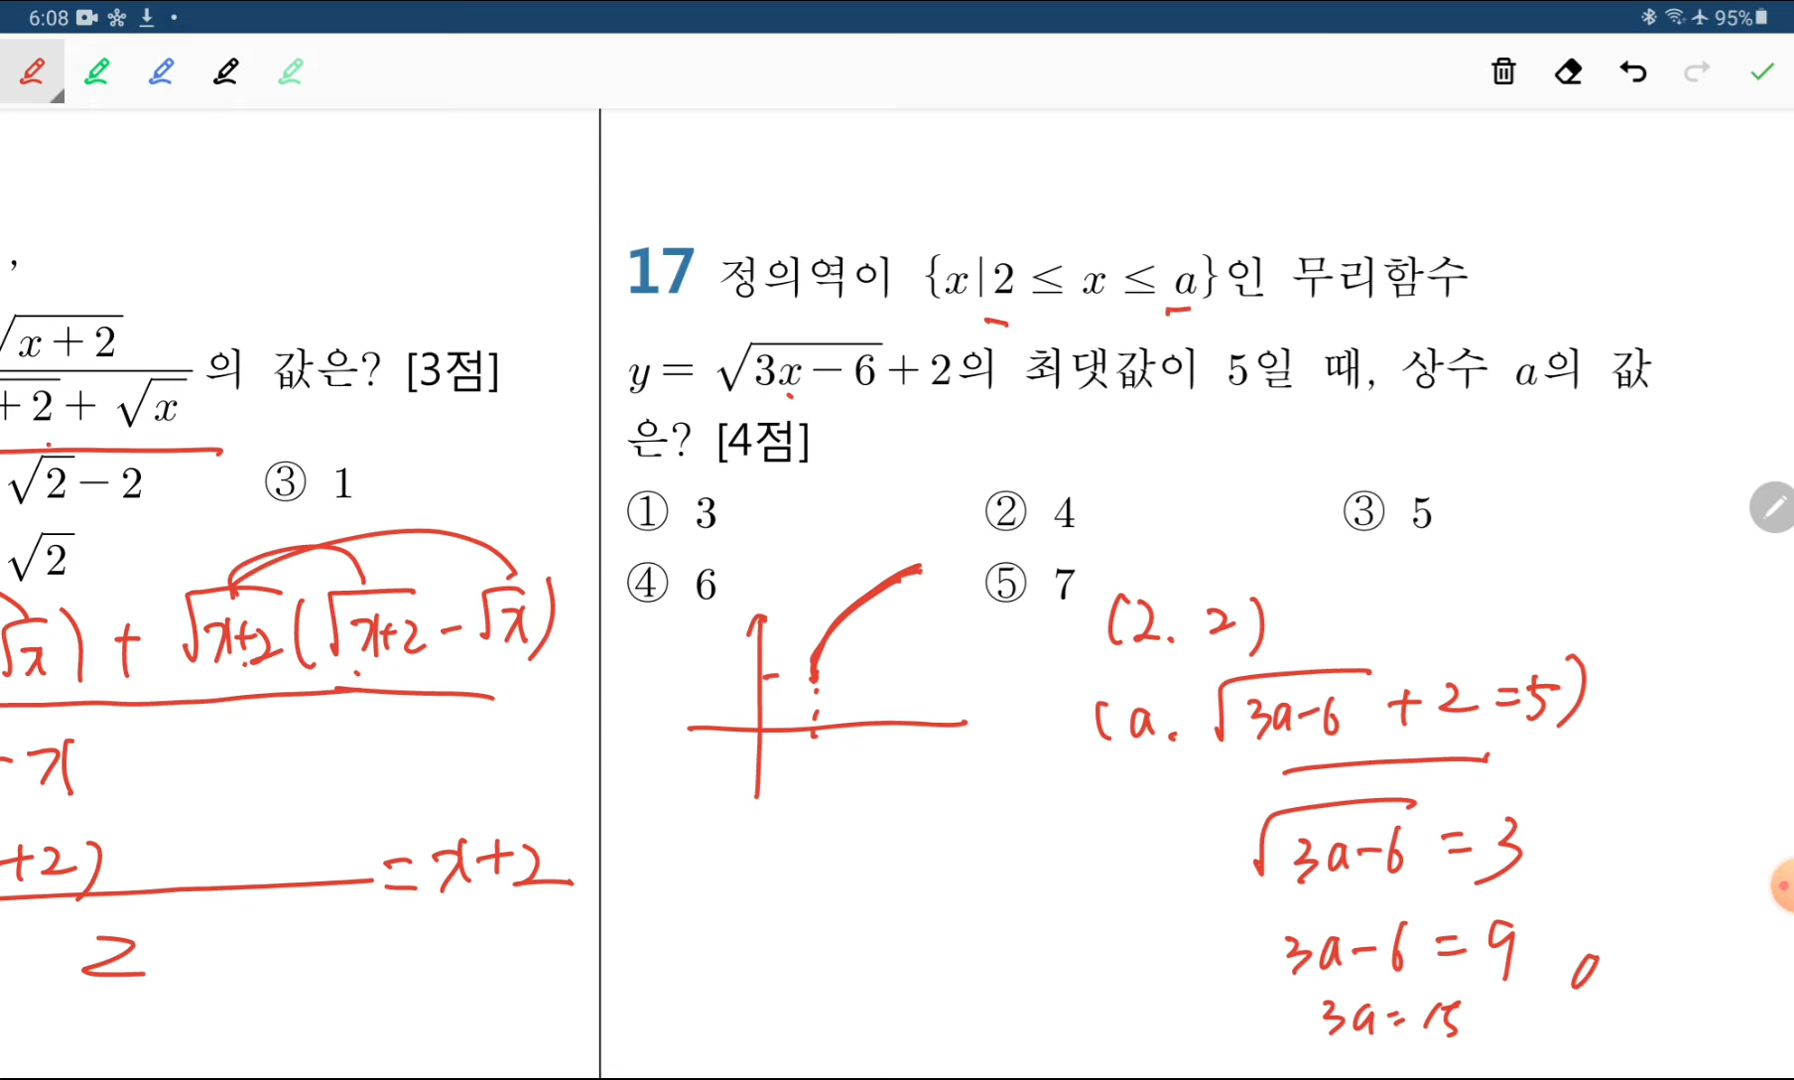 6:08
95%
,
√x+2
+2+√x 의 값은? [3점]
√2−2 ③ 1
√2
√x) + √x+2(√x+2−√x)
-x
+2)
= x+2
2
17 정의역이 {x|2≤x≤a}인 무리함수
y=√3x−6+2의 최댓값이 5일 때, 상수 a의 값
은? [4점]
① 3 ② 4 ③ 5
④ 6 ⑤ 7
(2. 2)
(a. √3a-6 +2 =5)
√3a-6 = 3
3a-6 = 9
3a=15